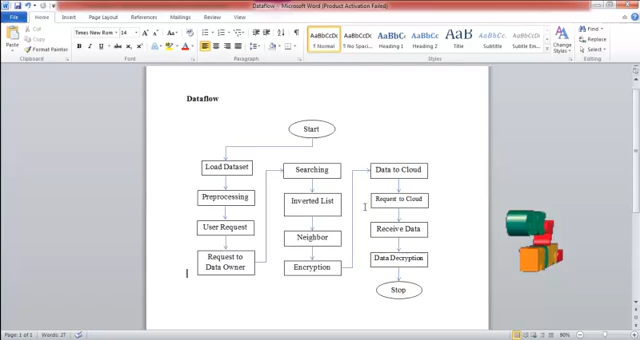 Dataflow - Microsoft Word (Product Activation Failed)
File Home Insert Page Layout References Mailings Review View
Paste
Cut
Copy
Format Painter
Clipboard
Times New Rom 14
Font
Paragraph
AaBbCcDc AaBbCcDc AaBbCc AaBbCc AaB AaBbCcDc AaBbCcDc
¶ Normal ¶ No Spaci... Heading 1 Heading 2 Title Subtitle Subtle Em...
Styles
Change Styles
Find
Replace
Select
Editing
Dataflow
Start
Load Dataset
Preprocessing
User Request
Request to
Data Owner
Searching
Inverted List
Neighbor
Encryption
Data to Cloud
Request to Cloud
Receive Data
Data Decryption
Stop
Page: 1 of 1 Words: 27
90%